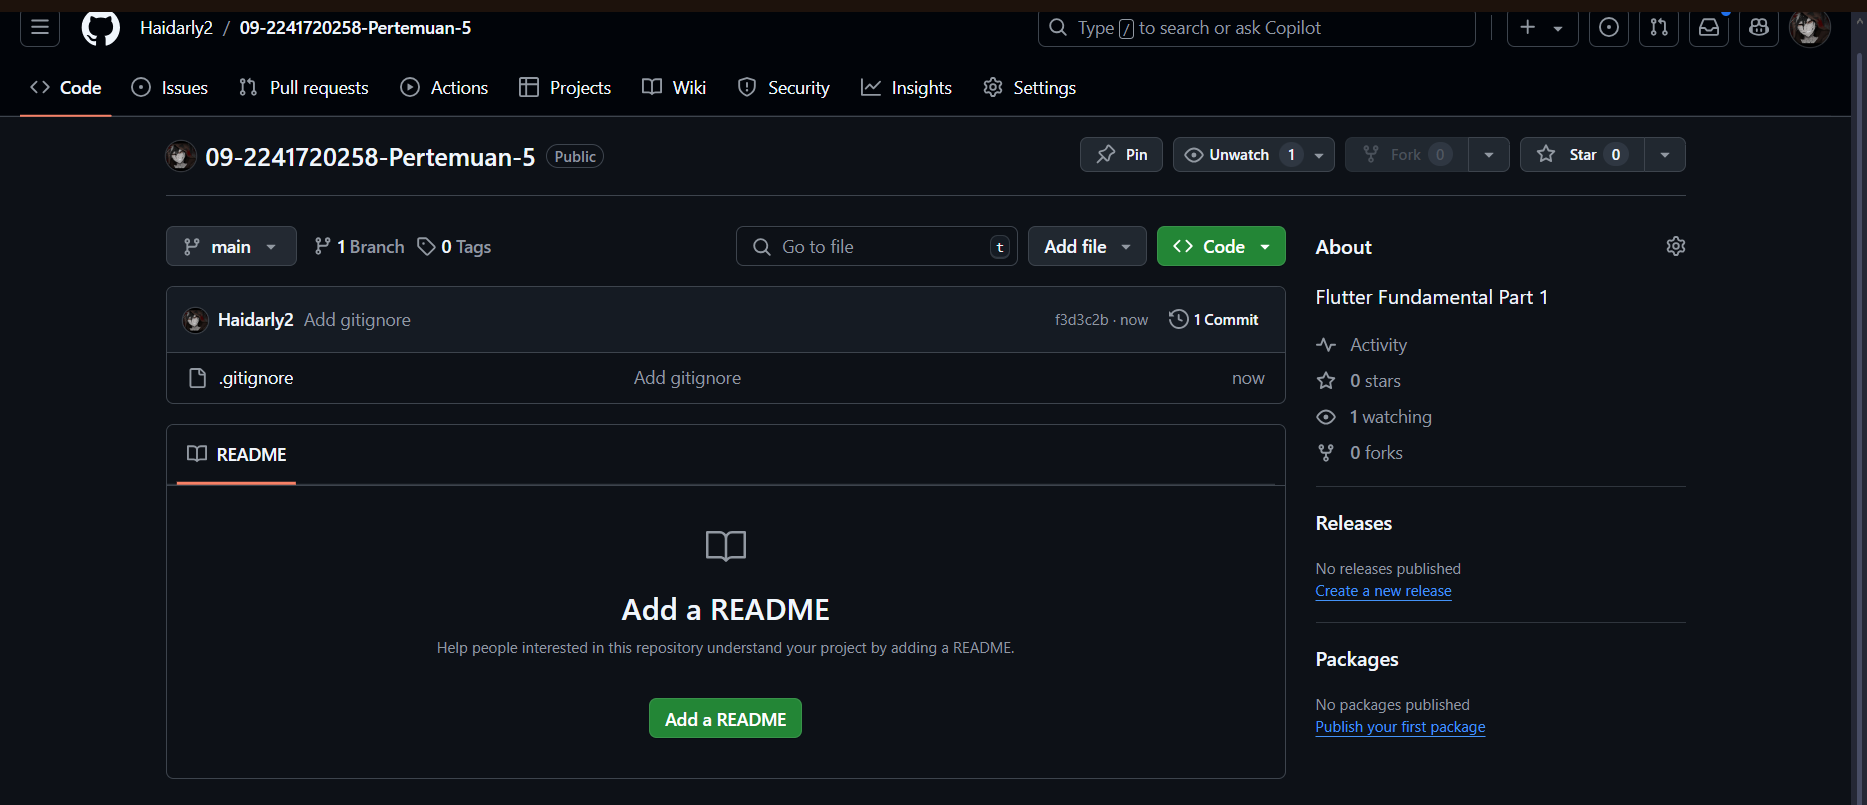 Haidarly2 / 09-2241720258-Pertemuan-5
Type / to search or ask Copilot
Code Issues Pull requests Actions Projects Wiki Security Insights Settings
09-2241720258-Pertemuan-5 Public
Pin Unwatch 1 Fork 0 Star 0
main 1 Branch 0 Tags Go to file t Add file Code
Haidarly2 Add gitignore f3d3c2b · now 1 Commit
.gitignore Add gitignore now
README
Add a README
Help people interested in this repository understand your project by adding a README.
Add a README
About
Flutter Fundamental Part 1
Activity
0 stars
1 watching
0 forks
Releases
No releases published
Create a new release
Packages
No packages published
Publish your first package